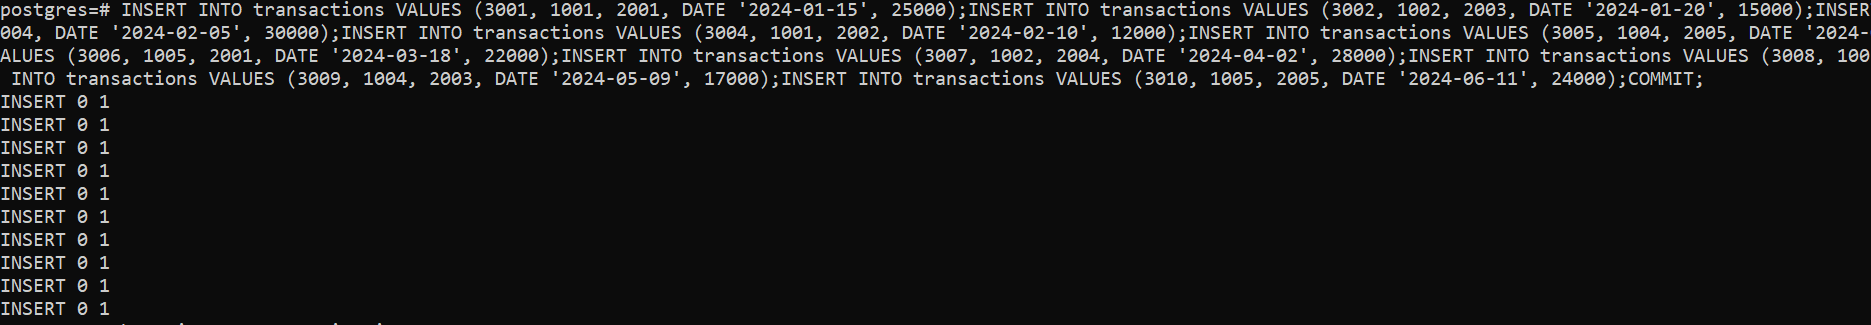 postgres=# INSERT INTO transactions VALUES (3001, 1001, 2001, DATE '2024-01-15', 25000);INSERT INTO transactions VALUES (3002, 1002, 2003, DATE '2024-01-20', 15000);INSER
004, DATE '2024-02-05', 30000);INSERT INTO transactions VALUES (3004, 1001, 2002, DATE '2024-02-10', 12000);INSERT INTO transactions VALUES (3005, 1004, 2005, DATE '2024-
ALUES (3006, 1005, 2001, DATE '2024-03-18', 22000);INSERT INTO transactions VALUES (3007, 1002, 2004, DATE '2024-04-02', 28000);INSERT INTO transactions VALUES (3008, 100
INTO transactions VALUES (3009, 1004, 2003, DATE '2024-05-09', 17000);INSERT INTO transactions VALUES (3010, 1005, 2005, DATE '2024-06-11', 24000);COMMIT;
INSERT 0 1
INSERT 0 1
INSERT 0 1
INSERT 0 1
INSERT 0 1
INSERT 0 1
INSERT 0 1
INSERT 0 1
INSERT 0 1
INSERT 0 1